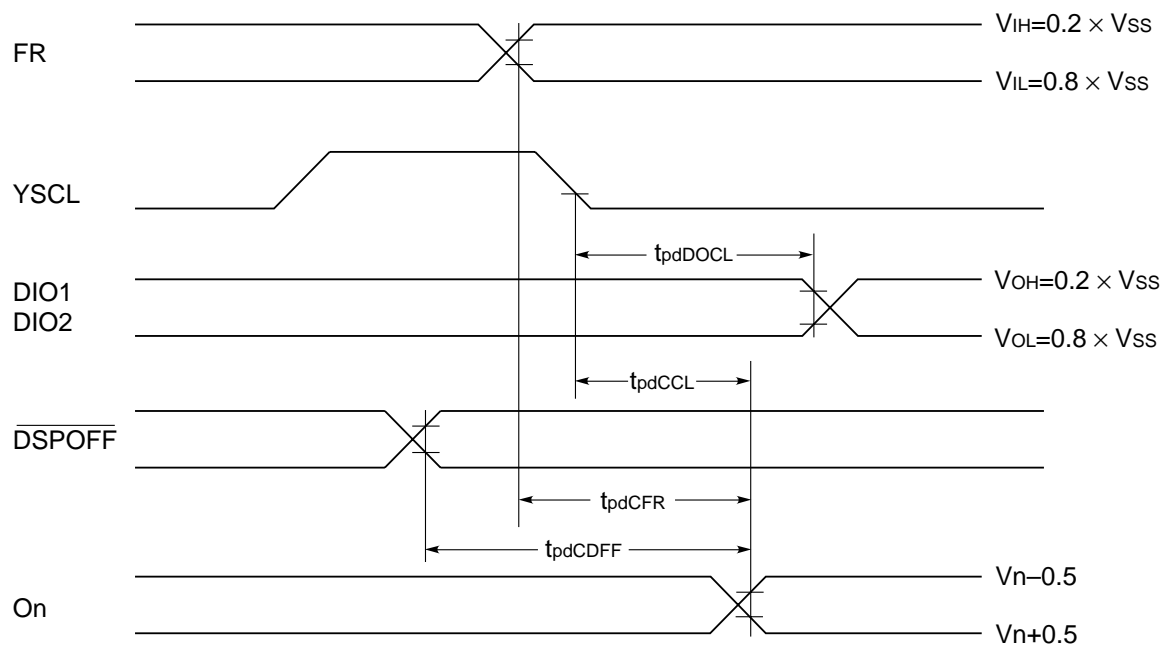 FR
VIH=0.2 × VSS
VIL=0.8 × VSS
YSCL
tpdDOCL
DIO1
DIO2
VOH=0.2 × VSS
VOL=0.8 × VSS
tpdCCL
DSPOFF
tpdCFR
tpdCDFF
On
Vn–0.5
Vn+0.5